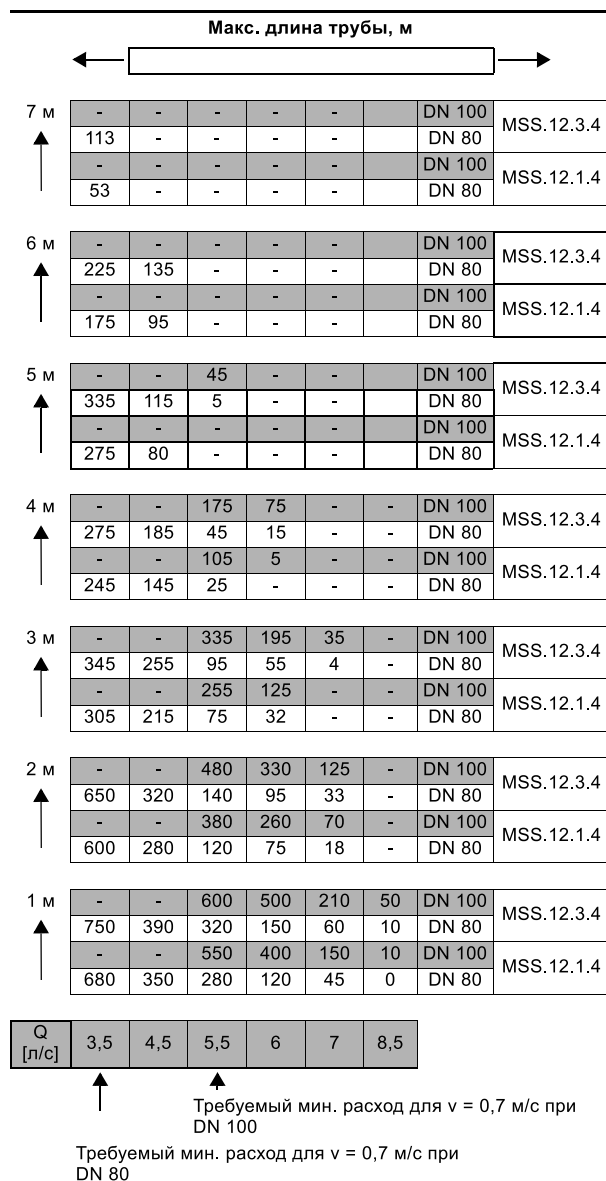 Макс. длина трубы, м
7 м
- - - - - DN 100 MSS.12.3.4
113 - - - - DN 80
- - - - - DN 100 MSS.12.1.4
53 - - - - DN 80
6 м
- - - - - DN 100 MSS.12.3.4
225 135 - - - DN 80
- - - - - DN 100 MSS.12.1.4
175 95 - - - DN 80
5 м
- - 45 - - DN 100 MSS.12.3.4
335 115 5 - - DN 80
- - - - - DN 100 MSS.12.1.4
275 80 - - - DN 80
4 м
- - 175 75 - - DN 100 MSS.12.3.4
275 185 45 15 - - DN 80
- - 105 5 - - DN 100 MSS.12.1.4
245 145 25 - - - DN 80
3 м
- - 335 195 35 - DN 100 MSS.12.3.4
345 255 95 55 4 - DN 80
- - 255 125 - - DN 100 MSS.12.1.4
305 215 75 32 - - DN 80
2 м
- - 480 330 125 - DN 100 MSS.12.3.4
650 320 140 95 33 - DN 80
- - 380 260 70 - DN 100 MSS.12.1.4
600 280 120 75 18 - DN 80
1 м
- - 600 500 210 50 DN 100 MSS.12.3.4
750 390 320 150 60 10 DN 80
- - 550 400 150 10 DN 100 MSS.12.1.4
680 350 280 120 45 0 DN 80
Q
[л/с] 3,5 4,5 5,5 6 7 8,5
Требуемый мин. расход для v = 0,7 м/с при
DN 100
Требуемый мин. расход для v = 0,7 м/с при
DN 80